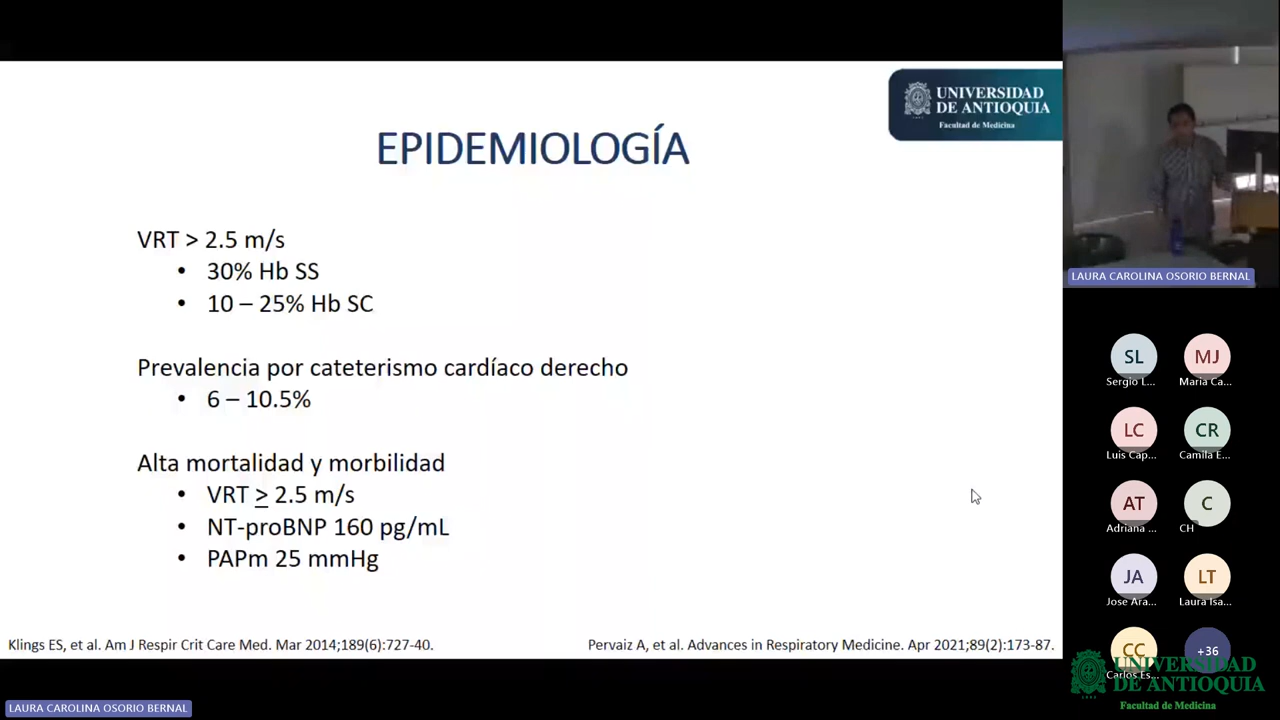 UNIVERSIDAD
DE ANTIOQUIA
Facultad de Medicina
EPIDEMIOLOGÍA
VRT > 2.5 m/s
• 30% Hb SS
• 10 – 25% Hb SC
Prevalencia por cateterismo cardíaco derecho
• 6 – 10.5%
Alta mortalidad y morbilidad
• VRT ≥ 2.5 m/s
• NT-proBNP 160 pg/mL
• PAPm 25 mmHg
Klings ES, et al. Am J Respir Crit Care Med. Mar 2014;189(6):727-40.
Pervaiz A, et al. Advances in Respiratory Medicine. Apr 2021;89(2):173-87.
LAURA CAROLINA OSORIO BERNAL
LAURA CAROLINA OSORIO BERNAL
SL
Sergio L...
MJ
Maria Ca...
LC
Luis Cap...
CR
Camila E...
AT
Adriana ...
C
CH
JA
Jose Ara...
LT
Laura Isa...
CC
Carlos Es...
+36
UNIVERSIDAD
DE ANTIOQUIA
Facultad de Medicina